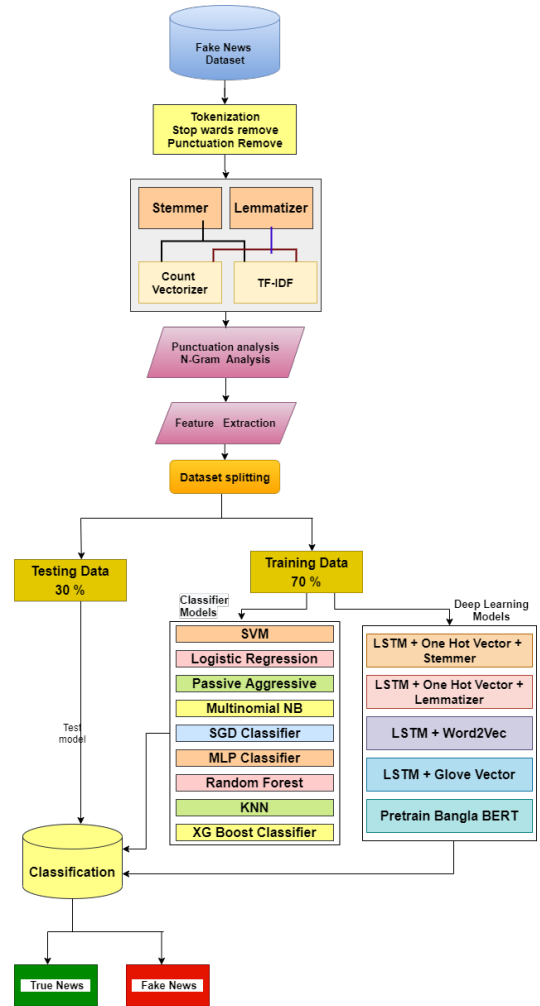 Fake News
Dataset
Tokenization
Stop wards remove
Punctuation Remove
Stemmer
Lemmatizer
Count
Vectorizer
TF-IDF
Punctuation analysis
N-Gram Analysis
Feature Extraction
Dataset splitting
Testing Data
30 %
Training Data
70 %
Classifier
Models
Deep Learning
Models
SVM
Logistic Regression
Passive Aggressive
Multinomial NB
SGD Classifier
MLP Classifier
Random Forest
KNN
XG Boost Classifier
LSTM + One Hot Vector +
Stemmer
LSTM + One Hot Vector +
Lemmatizer
LSTM + Word2Vec
LSTM + Glove Vector
Pretrain Bangla BERT
Test
model
Classification
True News
Fake News